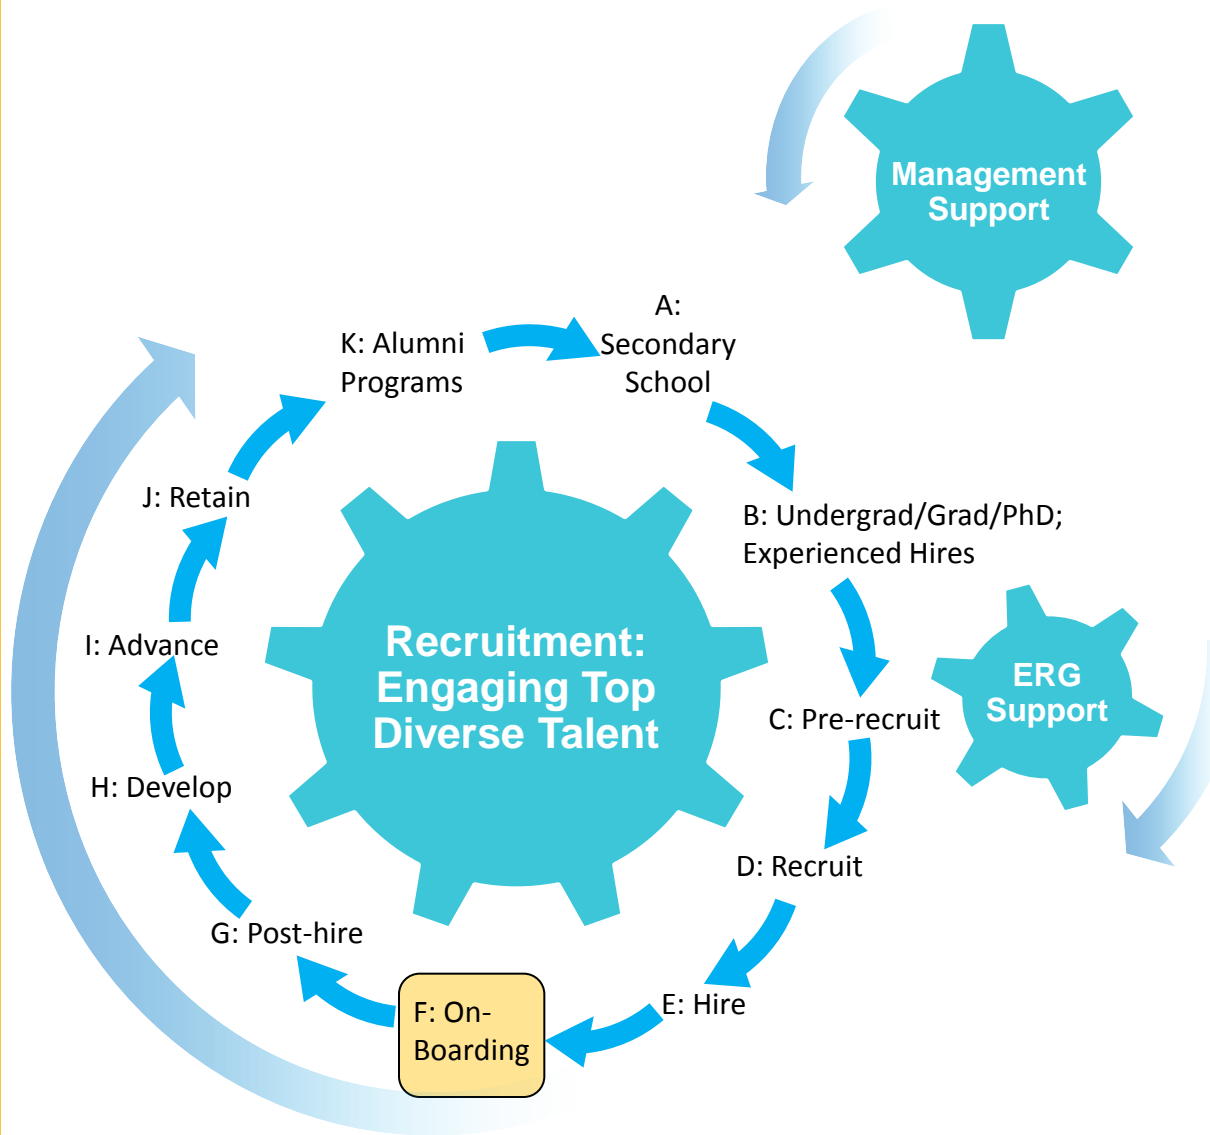 Management
Support
A:
Secondary
School
K: Alumni
Programs
J: Retain
B: Undergrad/Grad/PhD;
Experienced Hires
Recruitment:
Engaging Top
Diverse Talent
I: Advance
ERG
Support
C: Pre-recruit
H: Develop
D: Recruit
G: Post-hire
E: Hire
F: On-
Boarding